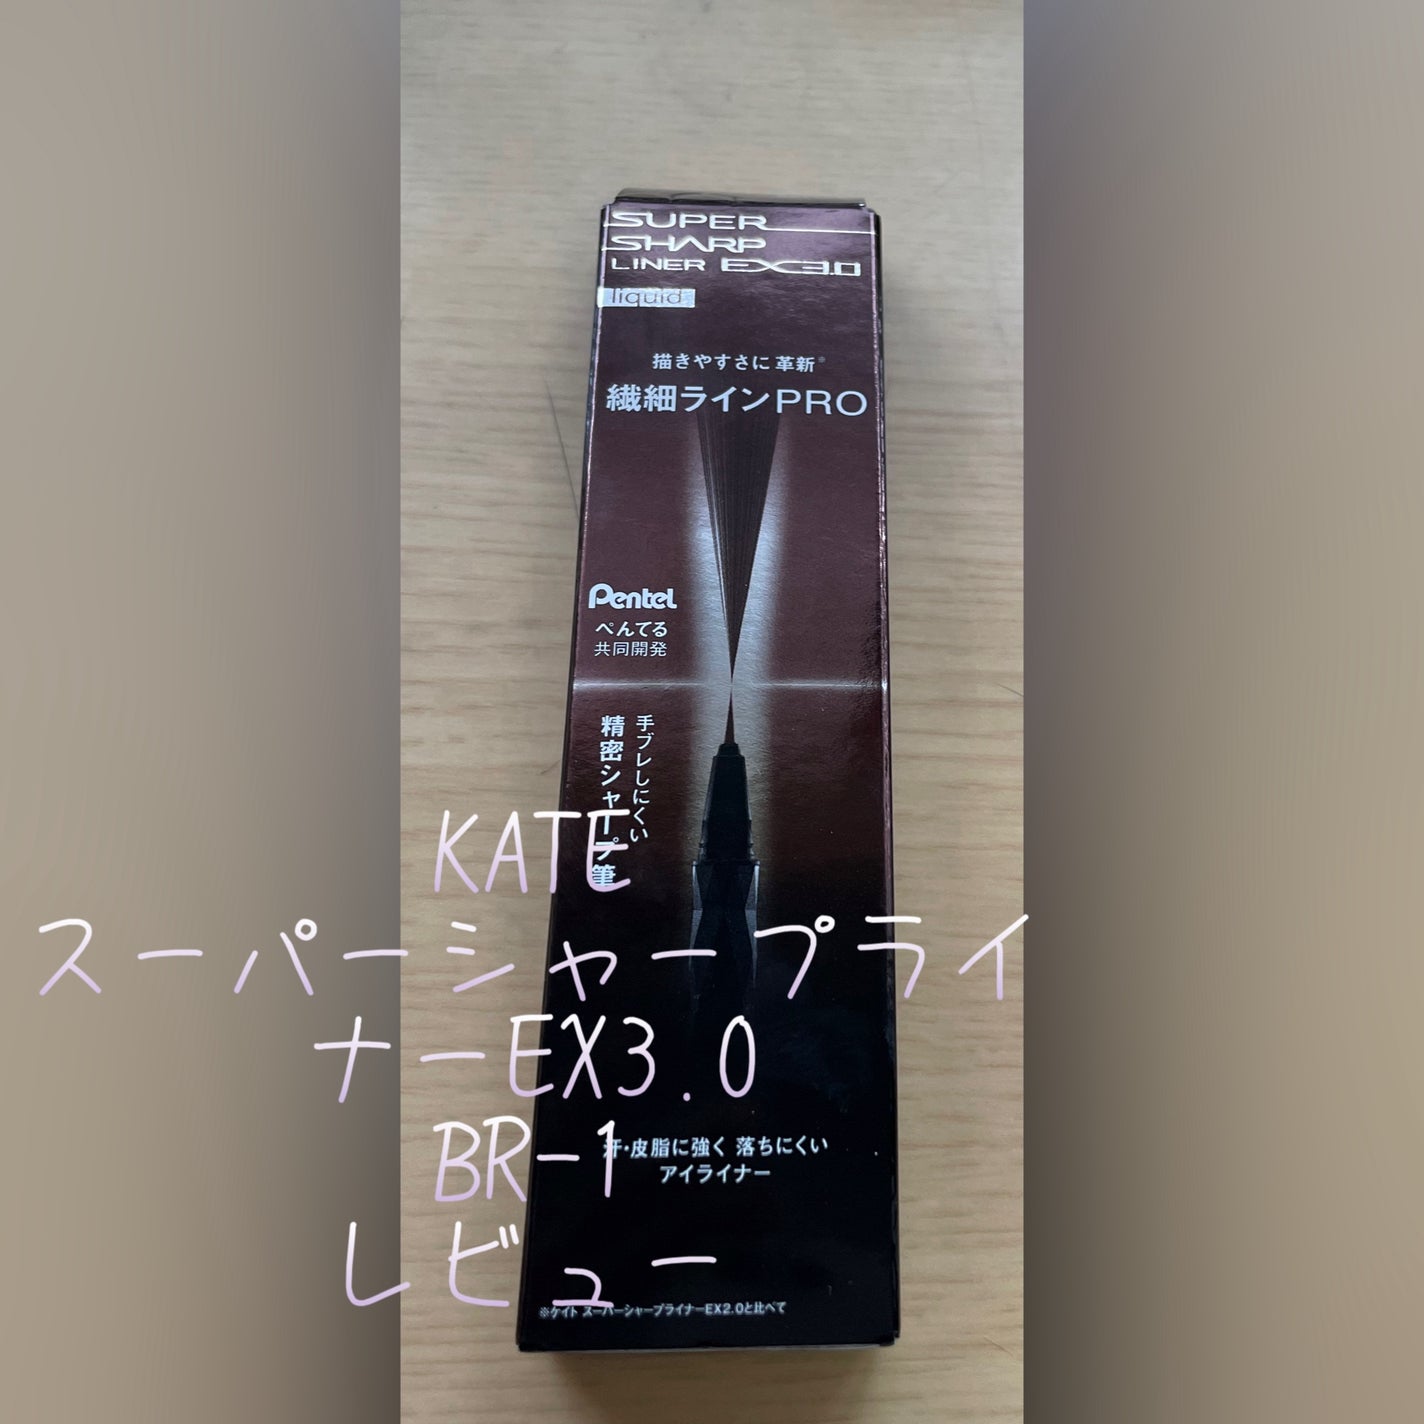 SUPER
SHARP
LINER EX3.0
liquid
描きやすさに 革新※
繊細ラインPRO
Pentel
ぺんてる
共同開発
手ブレしにくい
精密シャープ筆
KATE
スーパーシャープライ
ナーEX3.0
BR-1
レビュー
汗・皮脂に強く 落ちにくい
アイライナー
※ケイト スーパーシャープライナーEX2.0と比べて